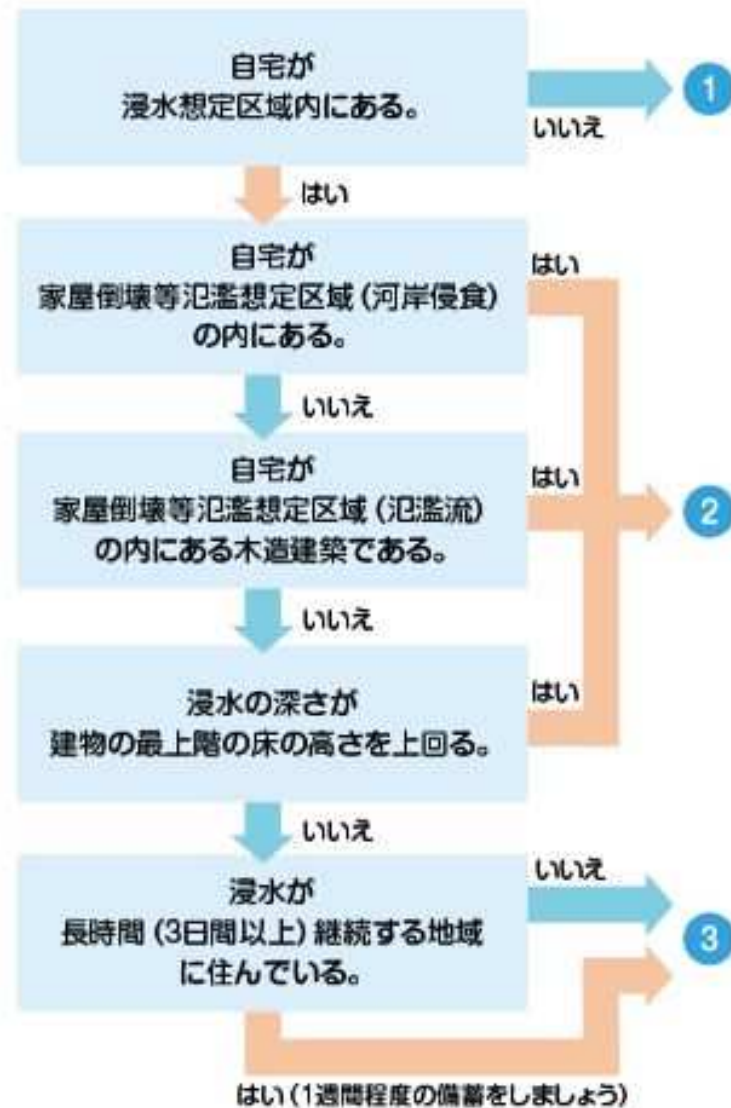 自宅が
浸水想定区域内にある。
いいえ
1
はい
自宅が
家屋倒壊等氾濫想定区域(河岸侵食)
の内にある。
はい
いいえ
自宅が
家屋倒壊等氾濫想定区域(氾濫流)
の内にある木造建築である。
はい
2
いいえ
浸水の深さが
建物の最上階の床の高さを上回る。
はい
いいえ
浸水が
長時間(3日間以上)継続する地域
に住んでいる。
いいえ
3
はい(1週間程度の備蓄をしましょう)